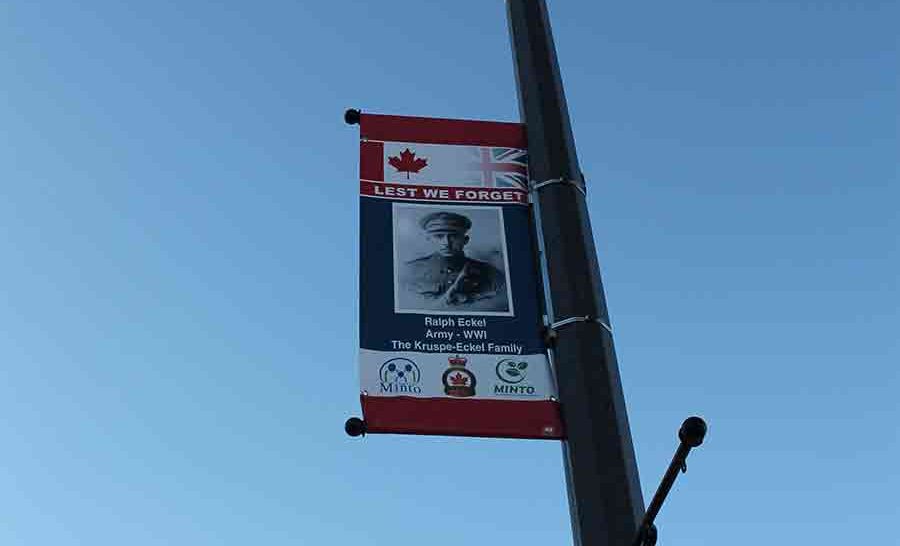 LEST WE FORGET
Ralph Eckel
Army - WWI
The Kruspe-Eckel Family
Minto
MINTO